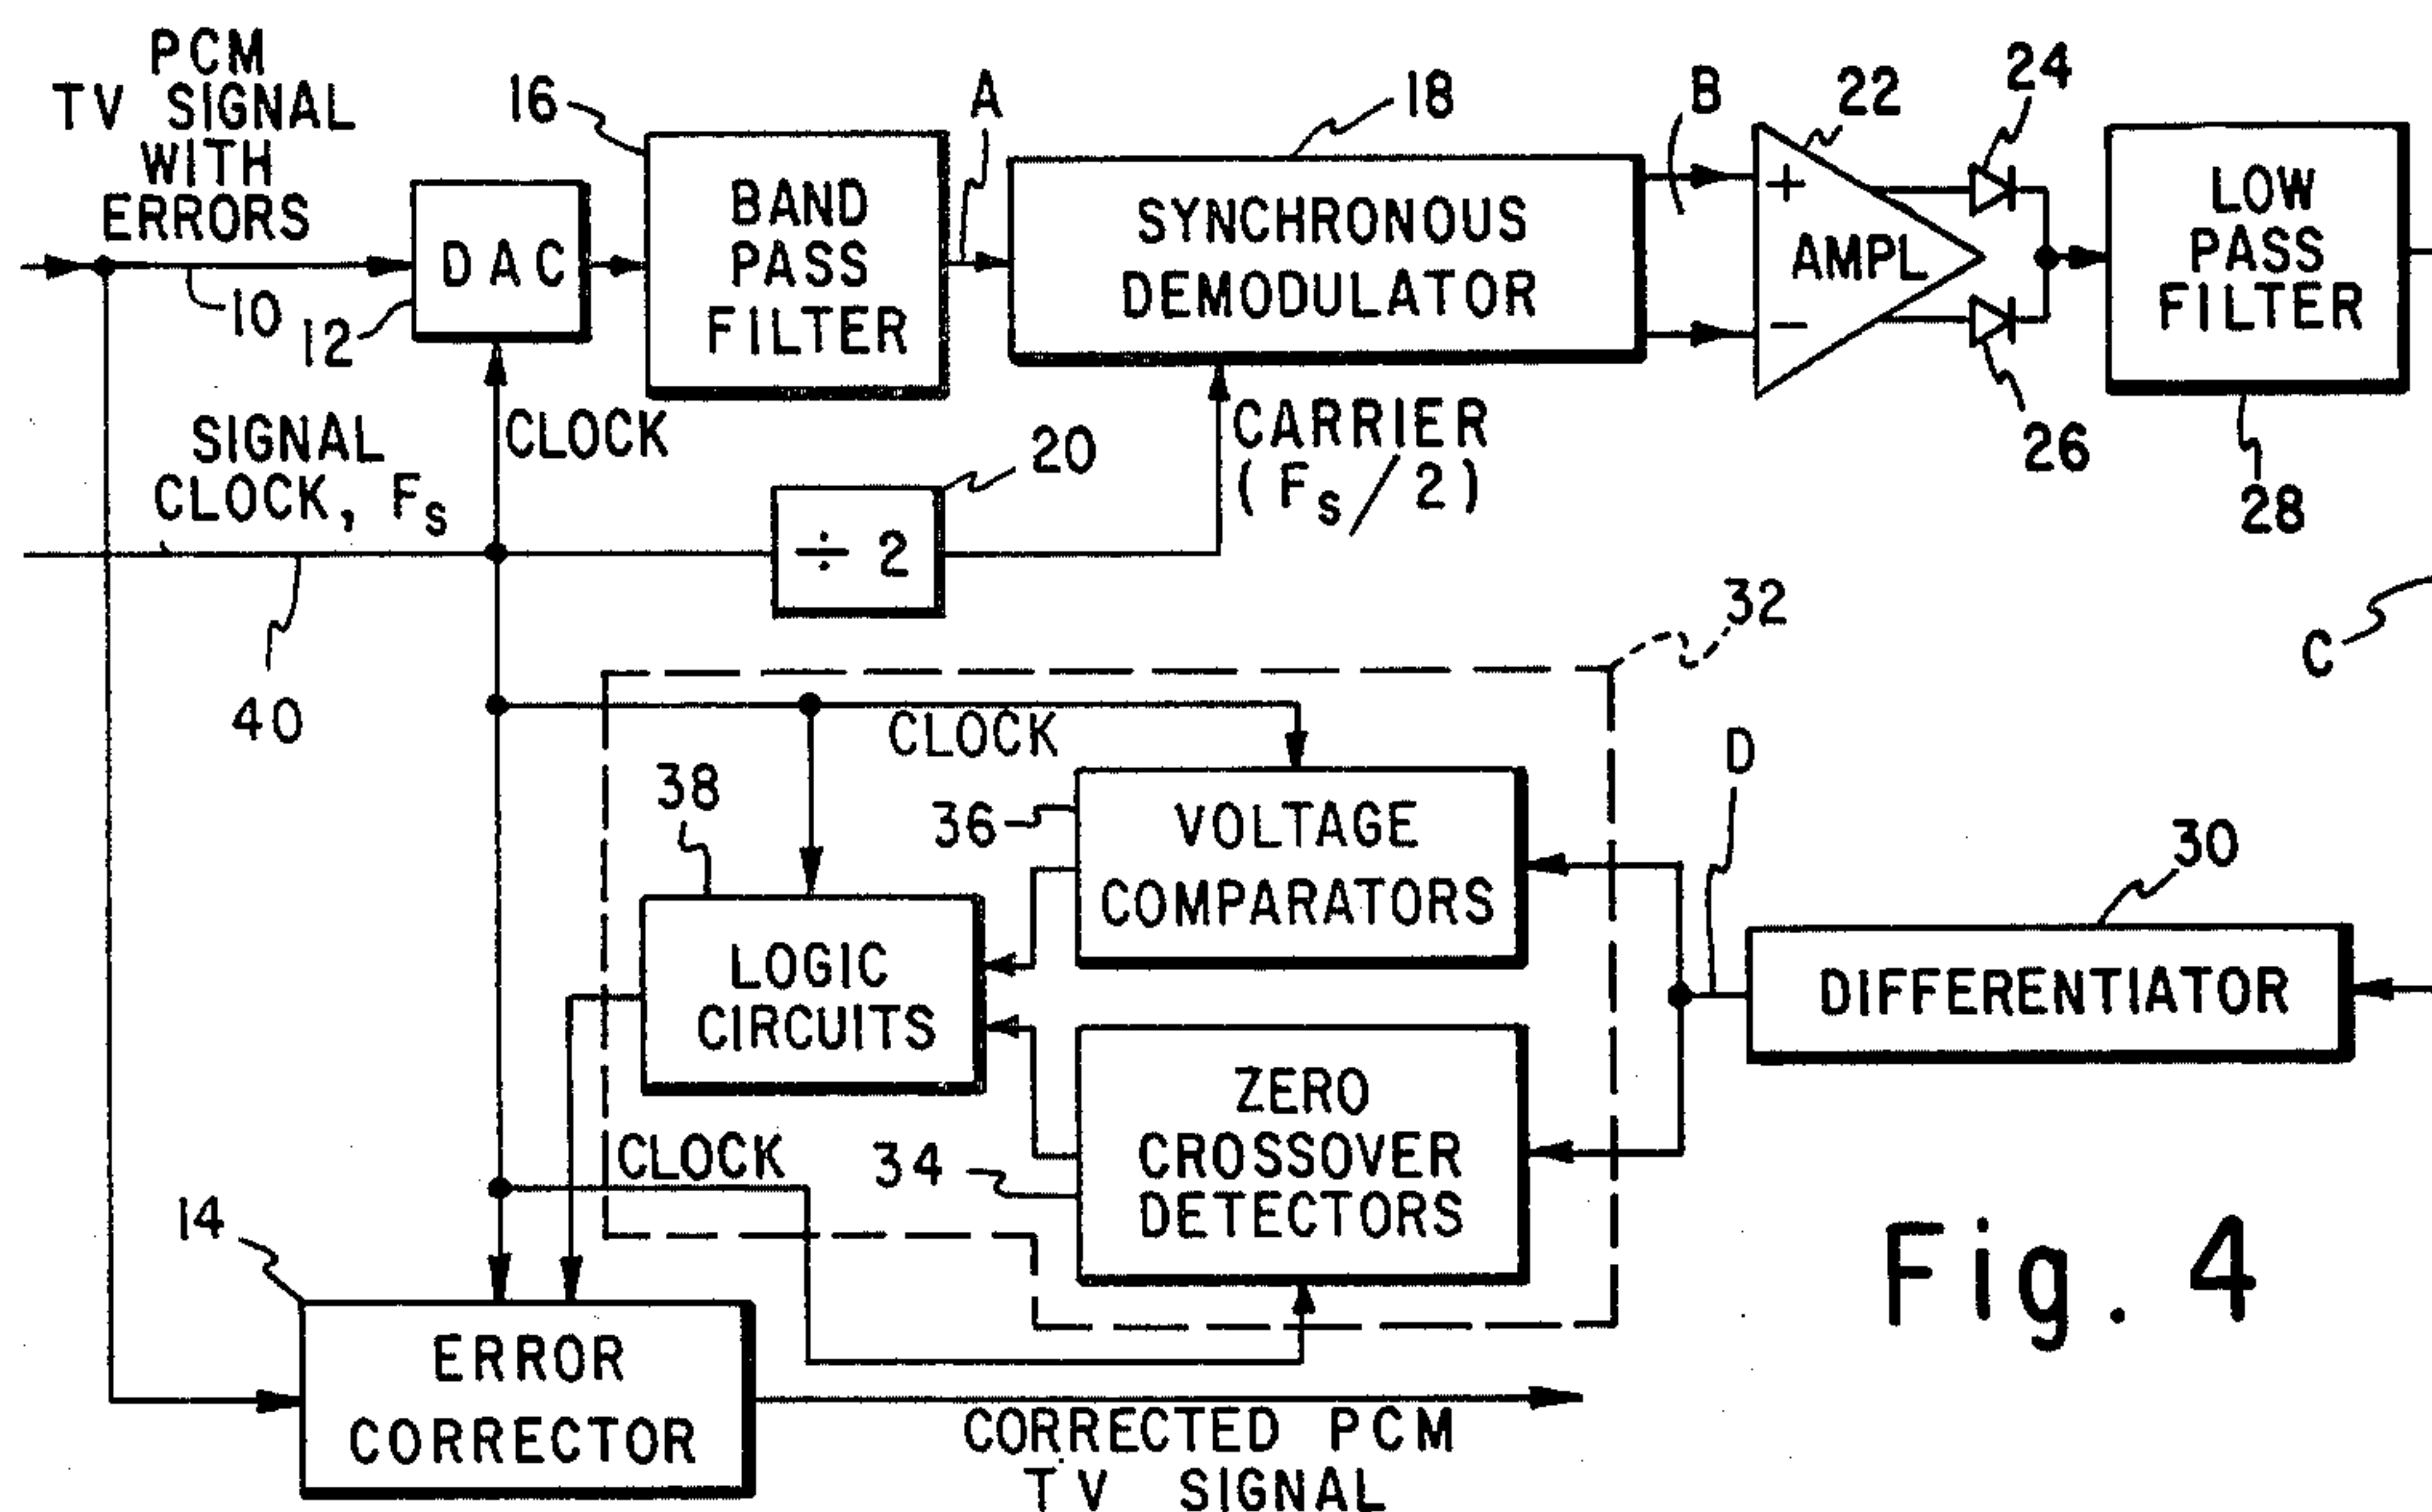 PCM
TV SIGNAL
WITH
ERRORS
10
12
DAC
16
BAND
PASS
FILTER
A
18
SYNCHRONOUS
DEMODULATOR
B
22
+
AMPL
−
24
26
LOW
PASS
FILTER
28
SIGNAL
CLOCK, Fs
CLOCK
40
÷ 2
20
CARRIER
(Fs/2)
32
C
CLOCK
38
36
VOLTAGE
COMPARATORS
D
30
LOGIC
CIRCUITS
DIFFERENTIATOR
CLOCK
34
ZERO
CROSSOVER
DETECTORS
14
ERROR
CORRECTOR
CORRECTED PCM
TV SIGNAL
Fig. 4